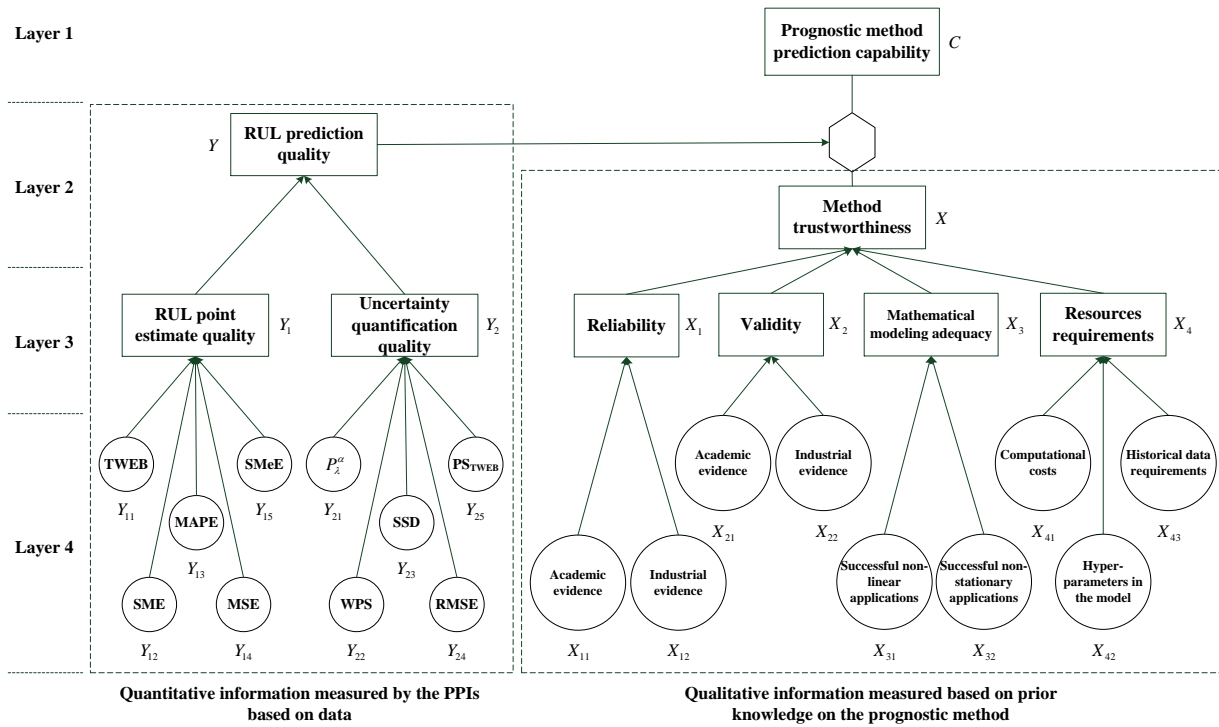 Layer 1
Prognostic method
prediction capability
C
Layer 2
RUL prediction
quality
Y
Method
trustworthiness
X
Layer 3
RUL point
estimate quality
Y₁
Uncertainty
quantification
quality
Y₂
Reliability
X₁
Validity
X₂
Mathematical
modeling adequacy
X₃
Resources
requirements
X₄
Layer 4
TWEB
Y₁₁
SME
Y₁₂
MAPE
Y₁₃
MSE
Y₁₄
SMeE
Y₁₅
P_λ^α
Y₂₁
WPS
Y₂₂
SSD
Y₂₃
RMSE
Y₂₄
PS_TWEB
Y₂₅
Academic
evidence
X₁₁
Industrial
evidence
X₁₂
Academic
evidence
X₂₁
Industrial
evidence
X₂₂
Successful non-
linear
applications
X₃₁
Successful non-
stationary
applications
X₃₂
Computational
costs
X₄₁
Hyper-
parameters in
the model
X₄₂
Historical data
requirements
X₄₃
Quantitative information measured by the PPIs
based on data
Qualitative information measured based on prior
knowledge on the prognostic method